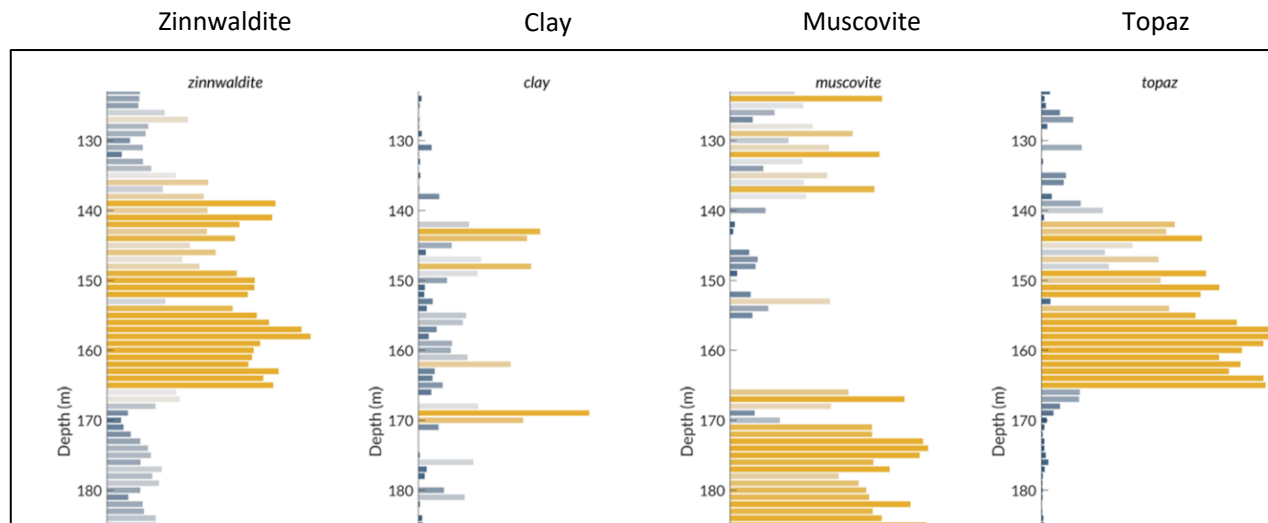 Zinnwaldite Clay Muscovite Topaz
zinnwaldite clay muscovite topaz
Depth (m) Depth (m) Depth (m) Depth (m)
130 130 130 130
140 140 140 140
150 150 150 150
160 160 160 160
170 170 170 170
180 180 180 180